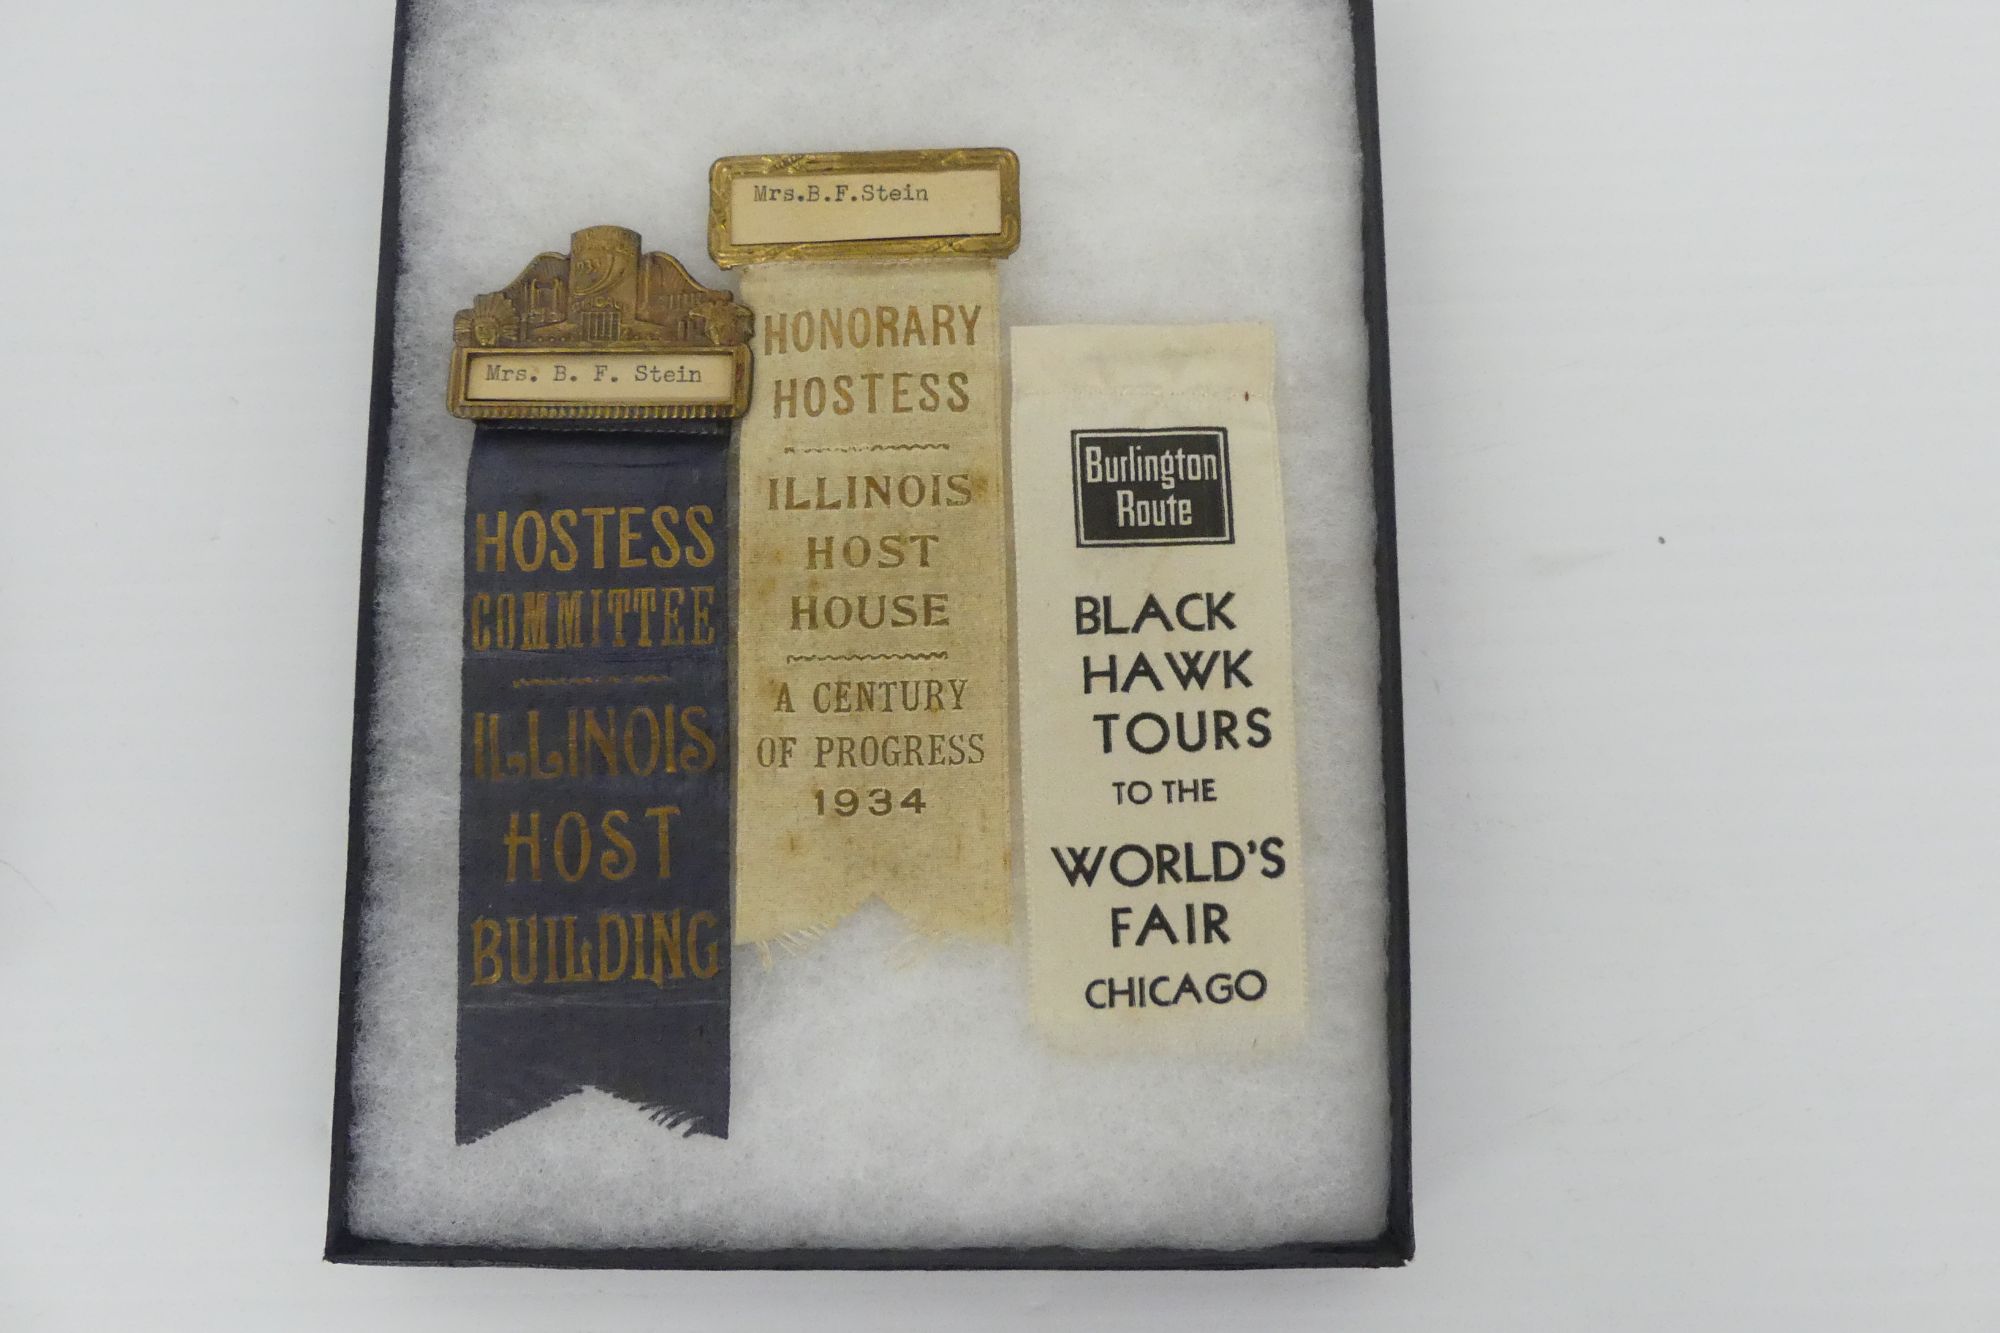 Mrs. B. F. Stein
HOSTESS
COMMITTEE
ILLINOIS
HOST
BUILDING
Mrs.B.F.Stein
HONORARY
HOSTESS
ILLINOIS
HOST
HOUSE
A CENTURY
OF PROGRESS
1934
Burlington
Route
BLACK
HAWK
TOURS
TO THE
WORLD'S
FAIR
CHICAGO